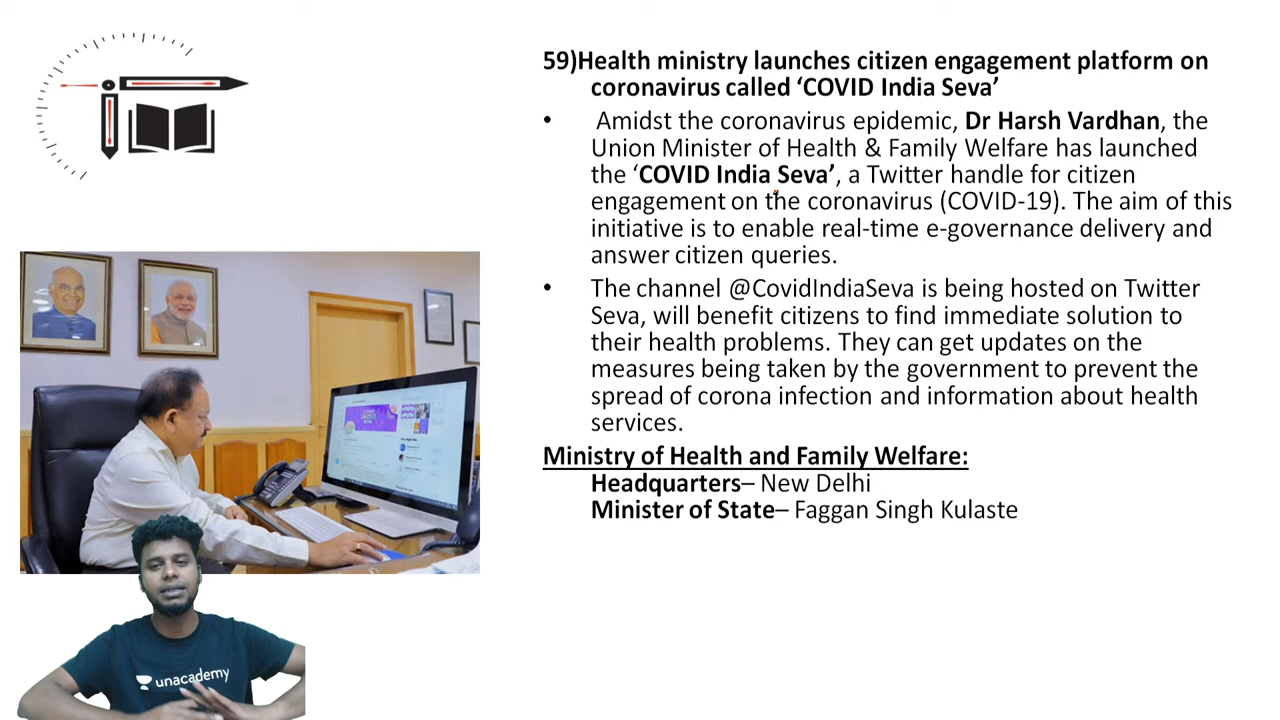 59)Health ministry launches citizen engagement platform on
coronavirus called ‘COVID India Seva’
• Amidst the coronavirus epidemic, Dr Harsh Vardhan, the
Union Minister of Health & Family Welfare has launched
the ‘COVID India Seva’, a Twitter handle for citizen
engagement on the coronavirus (COVID-19). The aim of this
initiative is to enable real-time e-governance delivery and
answer citizen queries.
• The channel @CovidIndiaSeva is being hosted on Twitter
Seva, will benefit citizens to find immediate solution to
their health problems. They can get updates on the
measures being taken by the government to prevent the
spread of corona infection and information about health
services.
Ministry of Health and Family Welfare:
Headquarters– New Delhi
Minister of State– Faggan Singh Kulaste
unacademy